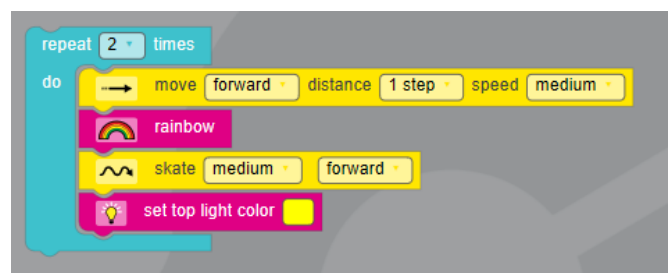 repeat 2 times
do move forward distance 1 step speed medium
rainbow
skate medium forward
set top light color